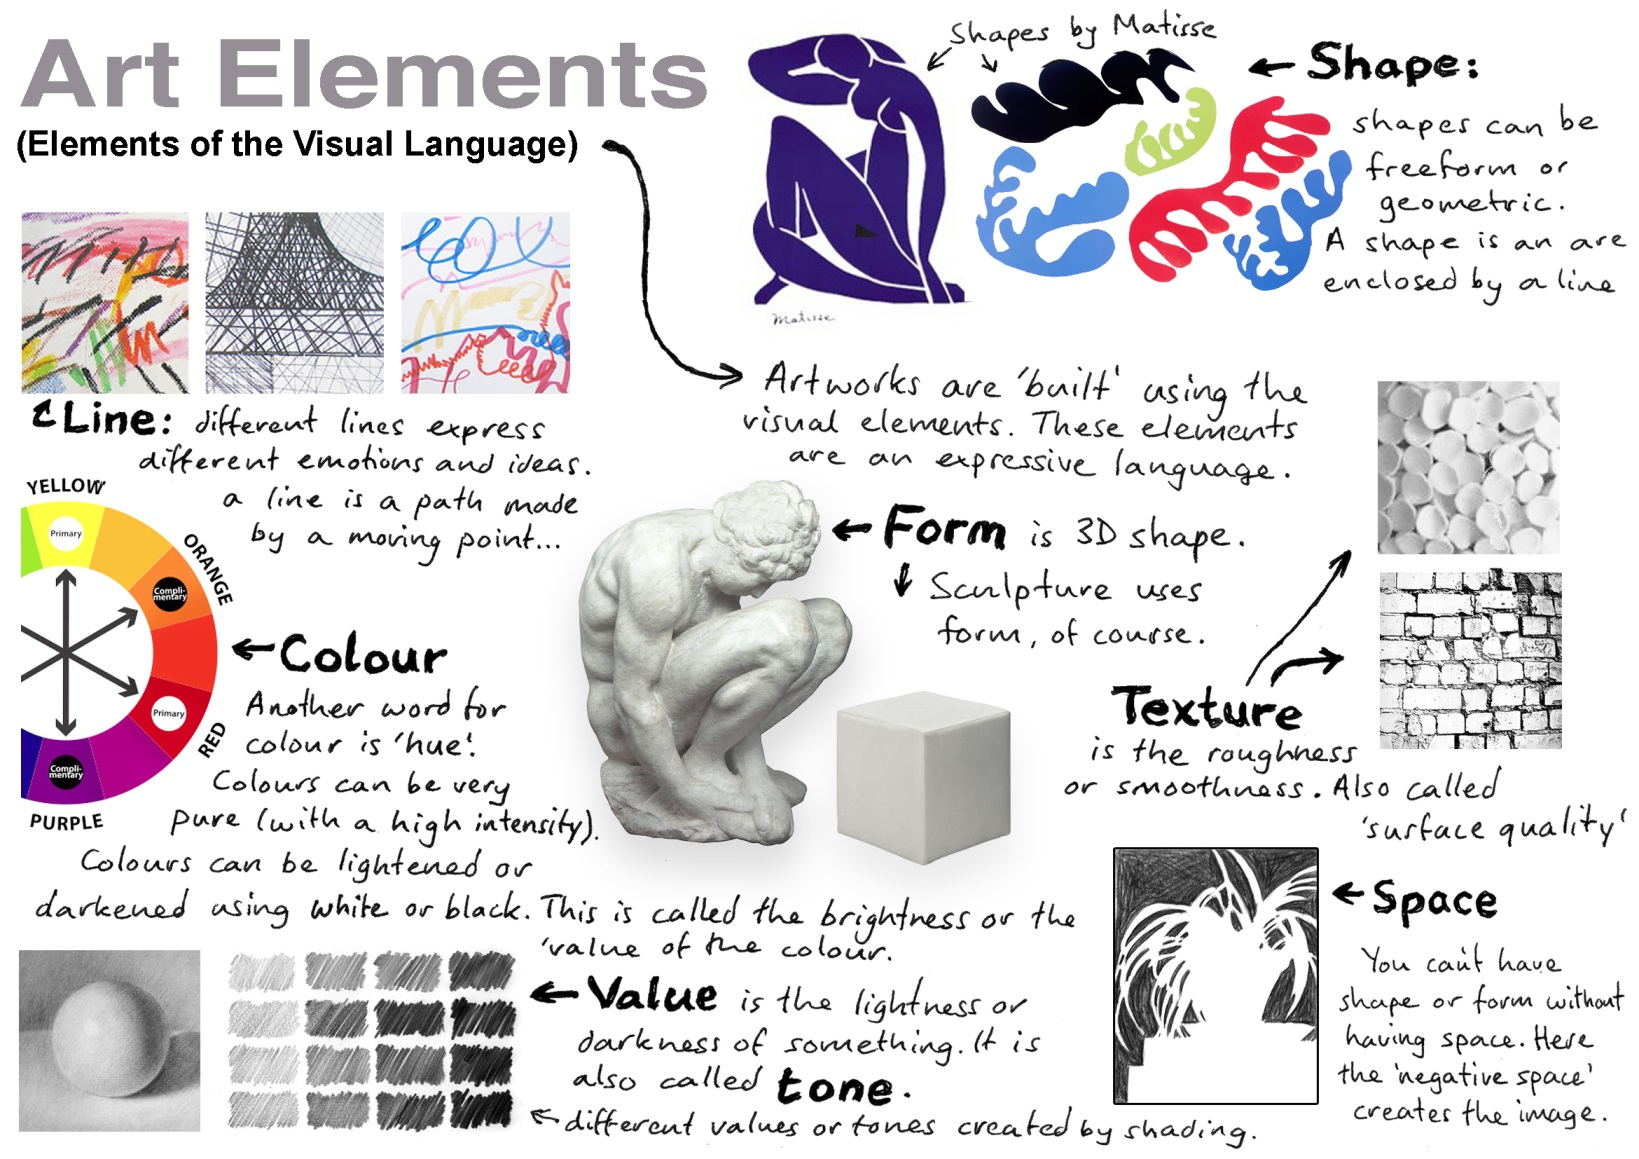 Art Elements
(Elements of the Visual Language)
Shapes by Matisse
Shape:
shapes can be
freeform or
geometric.
A shape is an are
enclosed by a line
Matisse
Artworks are 'built' using the
visual elements. These elements
are an expressive language.
Line: different lines express
different emotions and ideas.
a line is a path made
by a moving point...
YELLOW
Primary
ORANGE
Compli-
mentary
Primary
RED
Compli-
mentary
PURPLE
Colour
Another word for
colour is 'hue'.
Colours can be very
pure (with a high intensity).
Colours can be lightened or
darkened using white or black. This is called the brightness or the
'value of the colour.
Form is 3D shape.
Sculpture uses
form, of course.
Texture
is the roughness
or smoothness. Also called
'surface quality'
Space
You can't have
shape or form without
having space. Here
the 'negative space'
creates the image.
Value is the lightness or
darkness of something. It is
also called tone.
different values or tones created by shading.